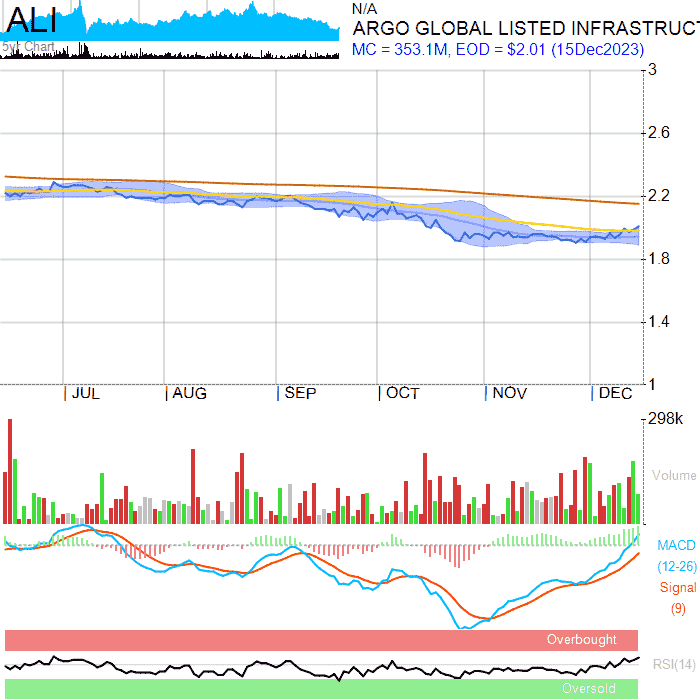 ALI
5yr Chart
N/A
ARGO GLOBAL LISTED INFRASTRUCT
MC = 353.1M, EOD = $2.01 (15Dec2023)
3
2.6
2.2
1.8
1.4
1
JUL AUG SEP OCT NOV DEC
298k
Volume
MACD
(12-26)
Signal
(9)
Overbought
RSI(14)
Oversold